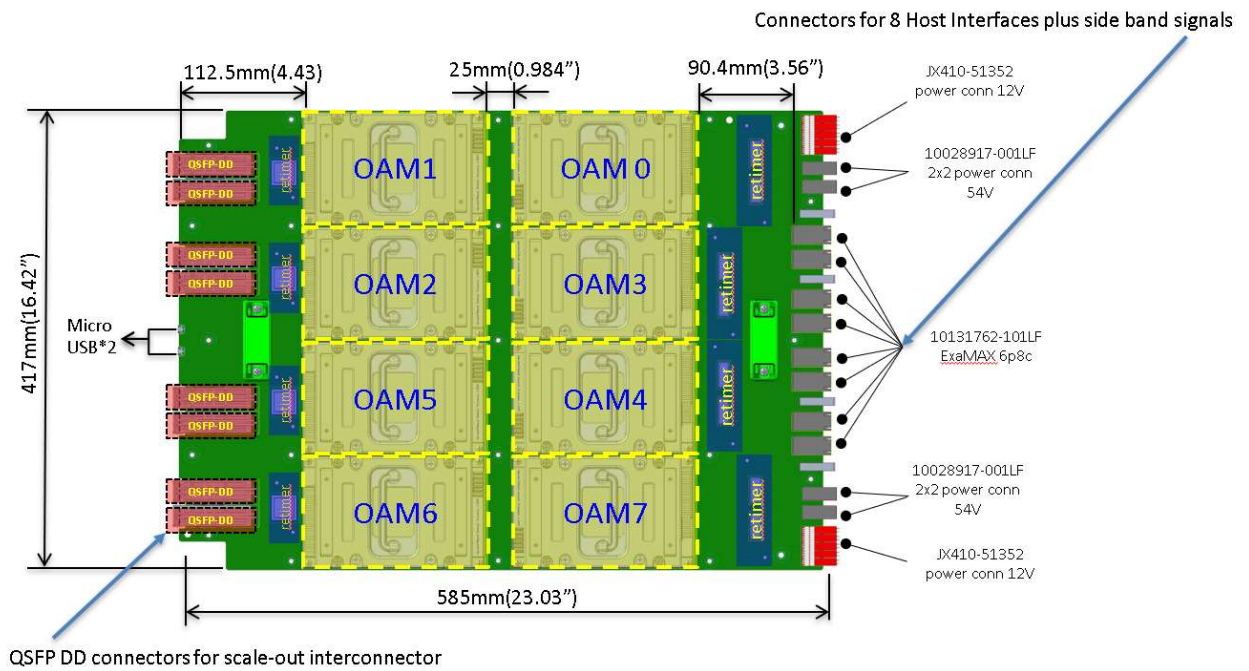 Connectors for 8 Host Interfaces plus side band signals
112.5mm(4.43)
25mm(0.984”)
90.4mm(3.56”)
JX410-51352
power conn 12V
10028917-001LF
2x2 power conn
54V
QSFP-DD
QSFP-DD
retimer
OAM1
OAM 0
retimer
QSFP-DD
QSFP-DD
retimer
OAM2
OAM3
retimer
417mm(16.42”)
Micro
USB*2
10131762-101LF
ExaMAX 6p8c
QSFP-DD
QSFP-DD
retimer
OAM5
OAM4
retimer
QSFP-DD
QSFP-DD
retimer
OAM6
OAM7
retimer
10028917-001LF
2x2 power conn
54V
JX410-51352
power conn 12V
585mm(23.03”)
QSFP DD connectors for scale-out interconnector